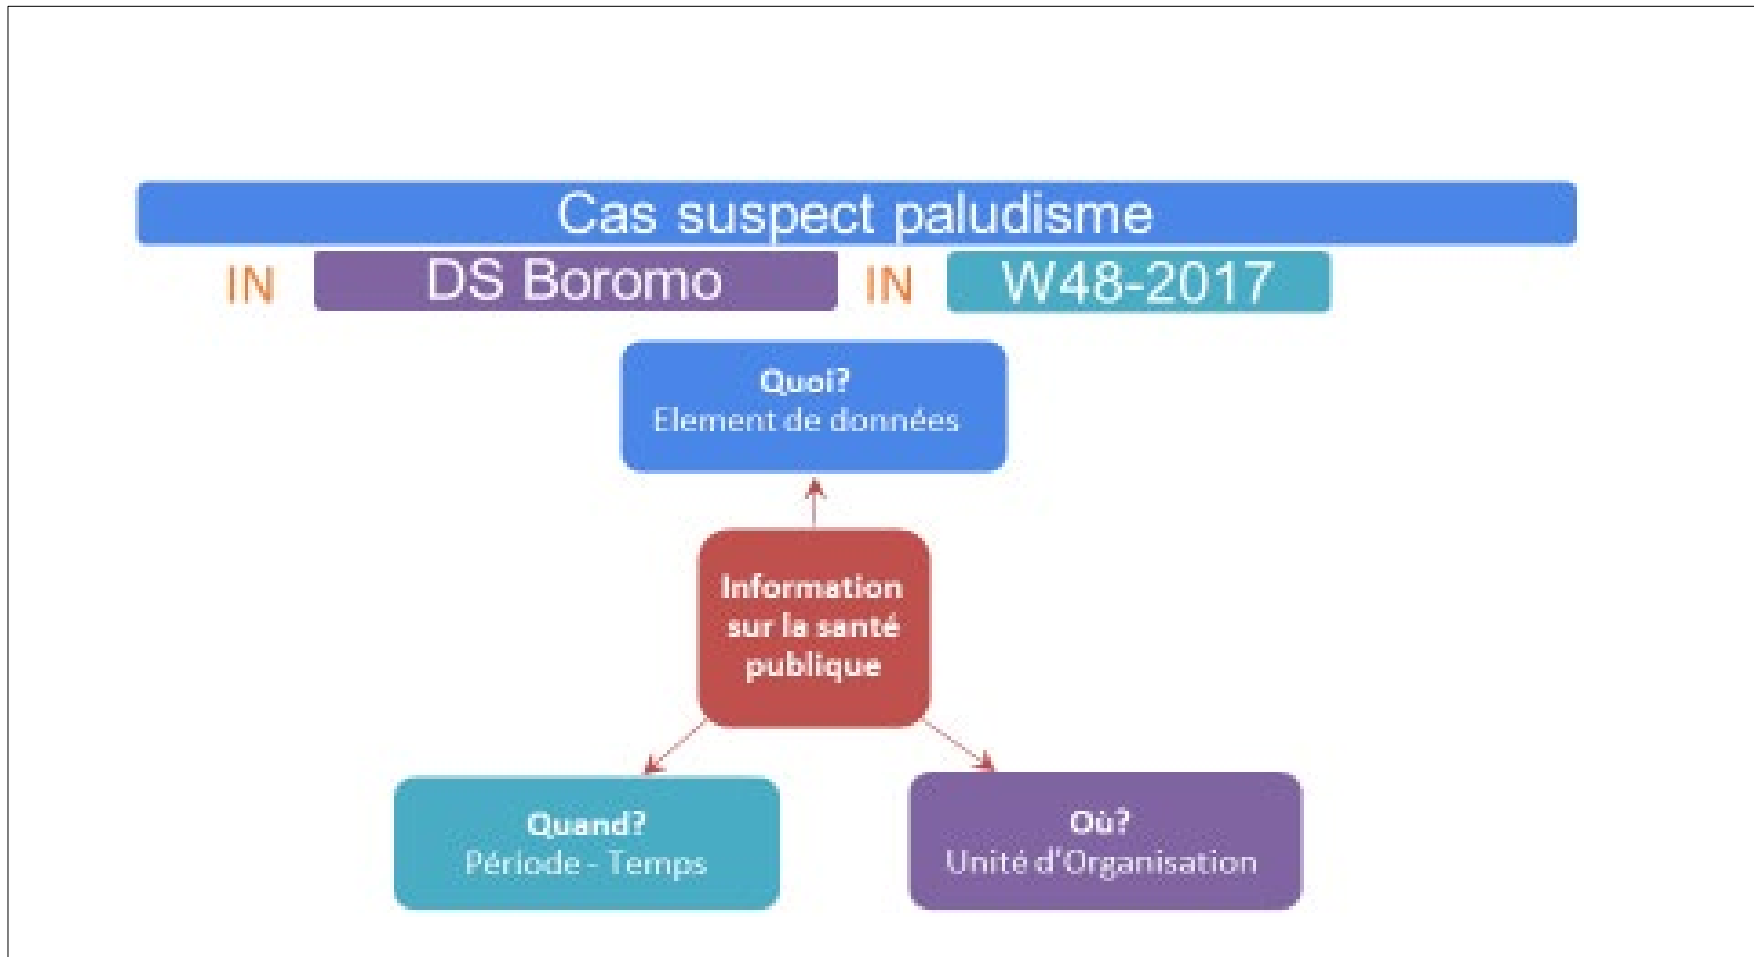 Cas suspect paludisme
IN DS Boromo IN W48-2017
Quoi?
Element de données
Information
sur la santé
publique
Quand?
Période - Temps
Où?
Unité d'Organisation